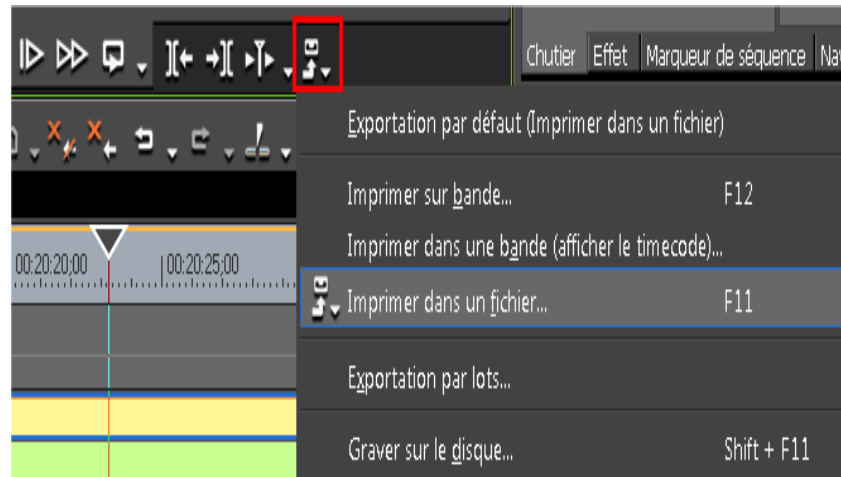 Chutier Effet Marqueur de séquence
Exportation par défaut (Imprimer dans un fichier)
Imprimer sur bande... F12
Imprimer dans une bande (afficher le timecode)...
00:20:20;00 00:20:25;00
Imprimer dans un fichier... F11
Exportation par lots...
Graver sur le disque... Shift + F11